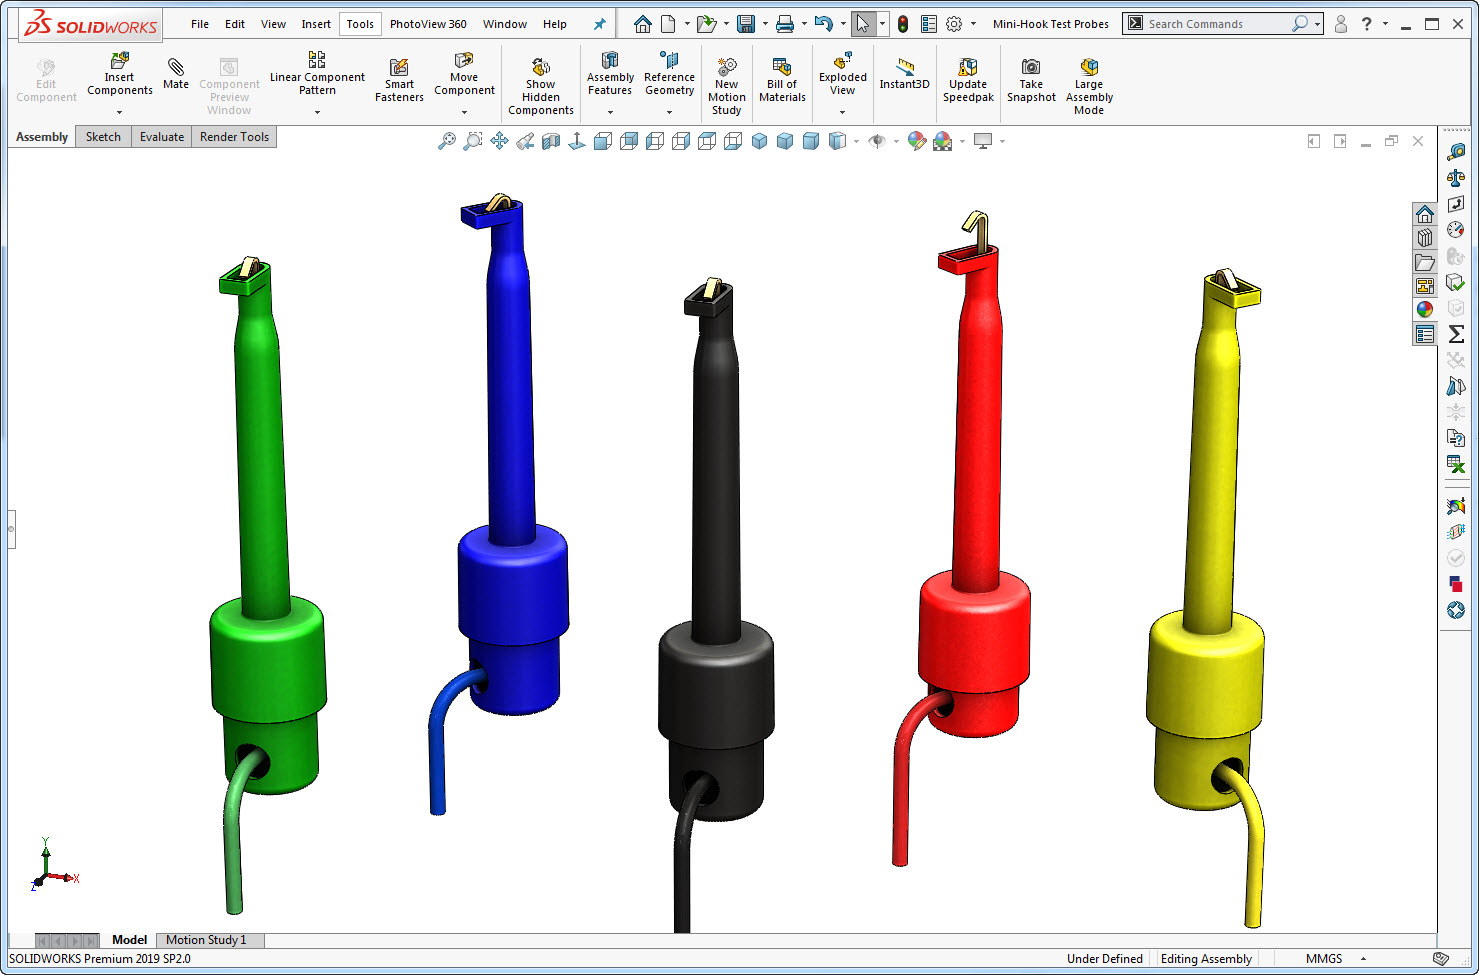 SOLIDWORKS File Edit View Insert Tools PhotoView 360 Window Help Mini-Hook Test Probes Search Commands ?
Edit Component
Insert Components
Mate
Component Preview Window
Linear Component Pattern
Smart Fasteners
Move Component
Show Hidden Components
Assembly Features
Reference Geometry
New Motion Study
Bill of Materials
Exploded View
Instant3D
Update Speedpak
Take Snapshot
Large Assembly Mode
Assembly Sketch Evaluate Render Tools
Y
X
Z
Model Motion Study 1
SOLIDWORKS Premium 2019 SP2.0 Under Defined Editing Assembly MMGS